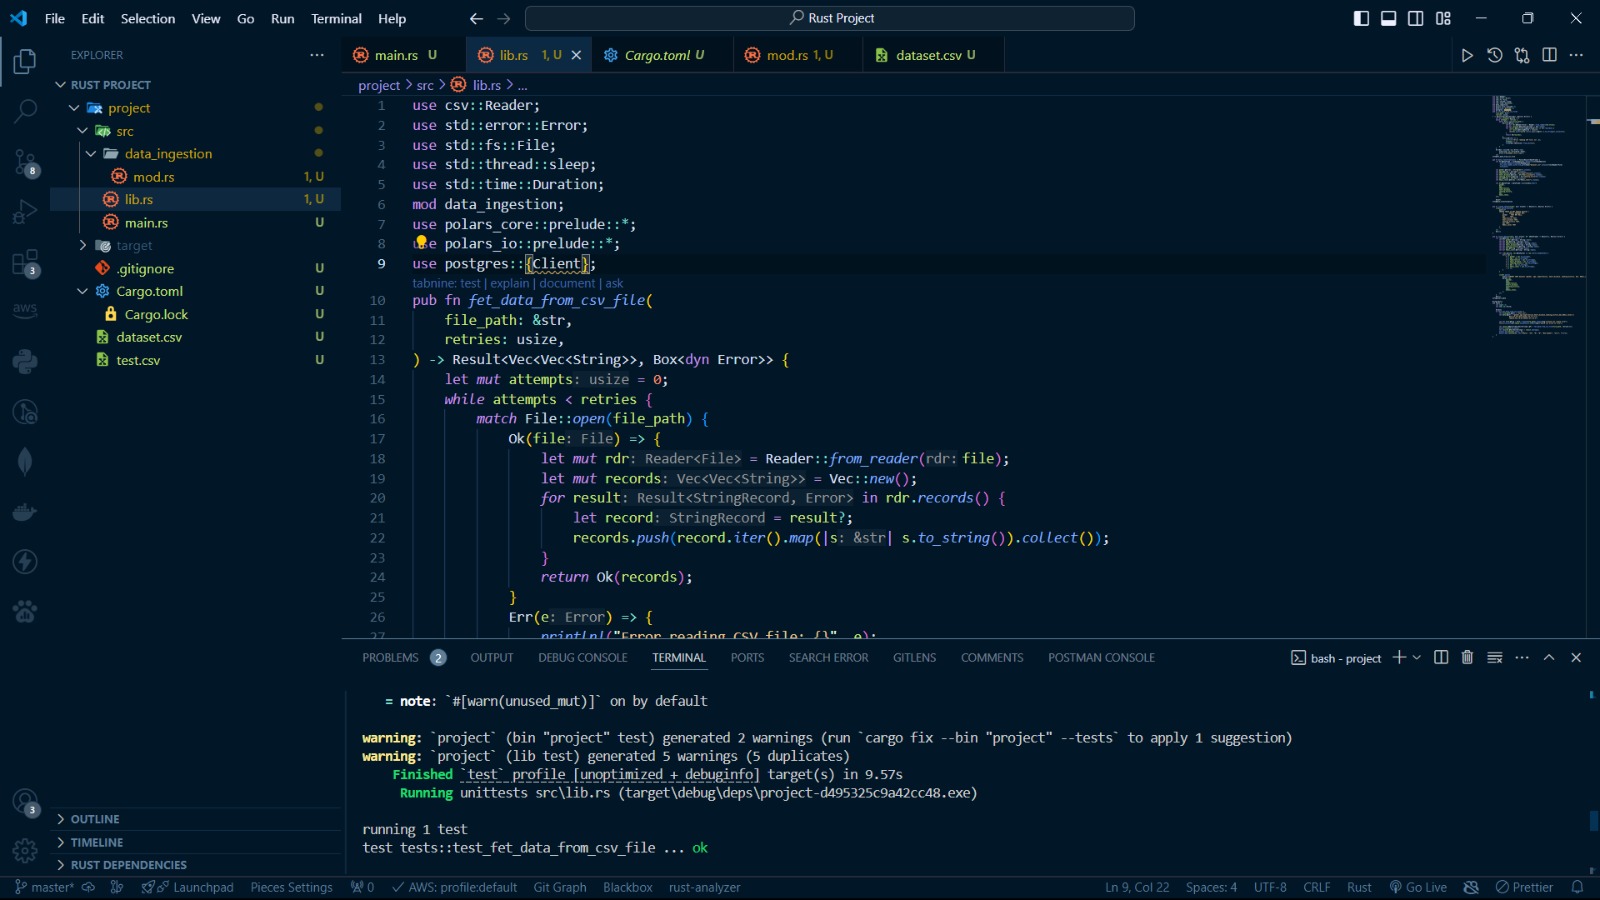 File Edit Selection View Go Run Terminal Help
Rust Project
EXPLORER
RUST PROJECT
project
src
data_ingestion
mod.rs 1, U
lib.rs 1, U
main.rs U
target
.gitignore U
Cargo.toml U
Cargo.lock U
dataset.csv U
test.csv U
OUTLINE
TIMELINE
RUST DEPENDENCIES
8
3
aws
3
main.rs U lib.rs 1, U Cargo.toml U mod.rs 1, U dataset.csv U
project > src > lib.rs > ...
1 use csv::Reader;
2 use std::error::Error;
3 use std::fs::File;
4 use std::thread::sleep;
5 use std::time::Duration;
6 mod data_ingestion;
7 use polars_core::prelude::*;
8 use polars_io::prelude::*;
9 use postgres::{Client};
tabnine: test | explain | document | ask
10 pub fn fet_data_from_csv_file(
11 file_path: &str,
12 retries: usize,
13 ) -> Result<Vec<Vec<String>>, Box<dyn Error>> {
14 let mut attempts: usize = 0;
15 while attempts < retries {
16 match File::open(file_path) {
17 Ok(file: File) => {
18 let mut rdr: Reader<File> = Reader::from_reader(rdr: file);
19 let mut records: Vec<Vec<String>> = Vec::new();
20 for result: Result<StringRecord, Error> in rdr.records() {
21 let record: StringRecord = result?;
22 records.push(record.iter().map(|s: &str| s.to_string()).collect());
23 }
24 return Ok(records);
25 }
26 Err(e: Error) => {
27 println!("Error reading CSV file: {}", e);
PROBLEMS 2 OUTPUT DEBUG CONSOLE TERMINAL PORTS SEARCH ERROR GITLENS COMMENTS POSTMAN CONSOLE
bash - project
= note: `#[warn(unused_mut)]` on by default
warning: `project` (bin "project" test) generated 2 warnings (run `cargo fix --bin "project" --tests` to apply 1 suggestion)
warning: `project` (lib test) generated 5 warnings (5 duplicates)
Finished `test` profile [unoptimized + debuginfo] target(s) in 9.57s
Running unittests src\lib.rs (target\debug\deps\project-d495325c9a42cc48.exe)
running 1 test
test tests::test_fet_data_from_csv_file ... ok
master* Launchpad Pieces Settings 0 AWS: profile:default Git Graph Blackbox rust-analyzer
Ln 9, Col 22 Spaces: 4 UTF-8 CRLF Rust Go Live Prettier